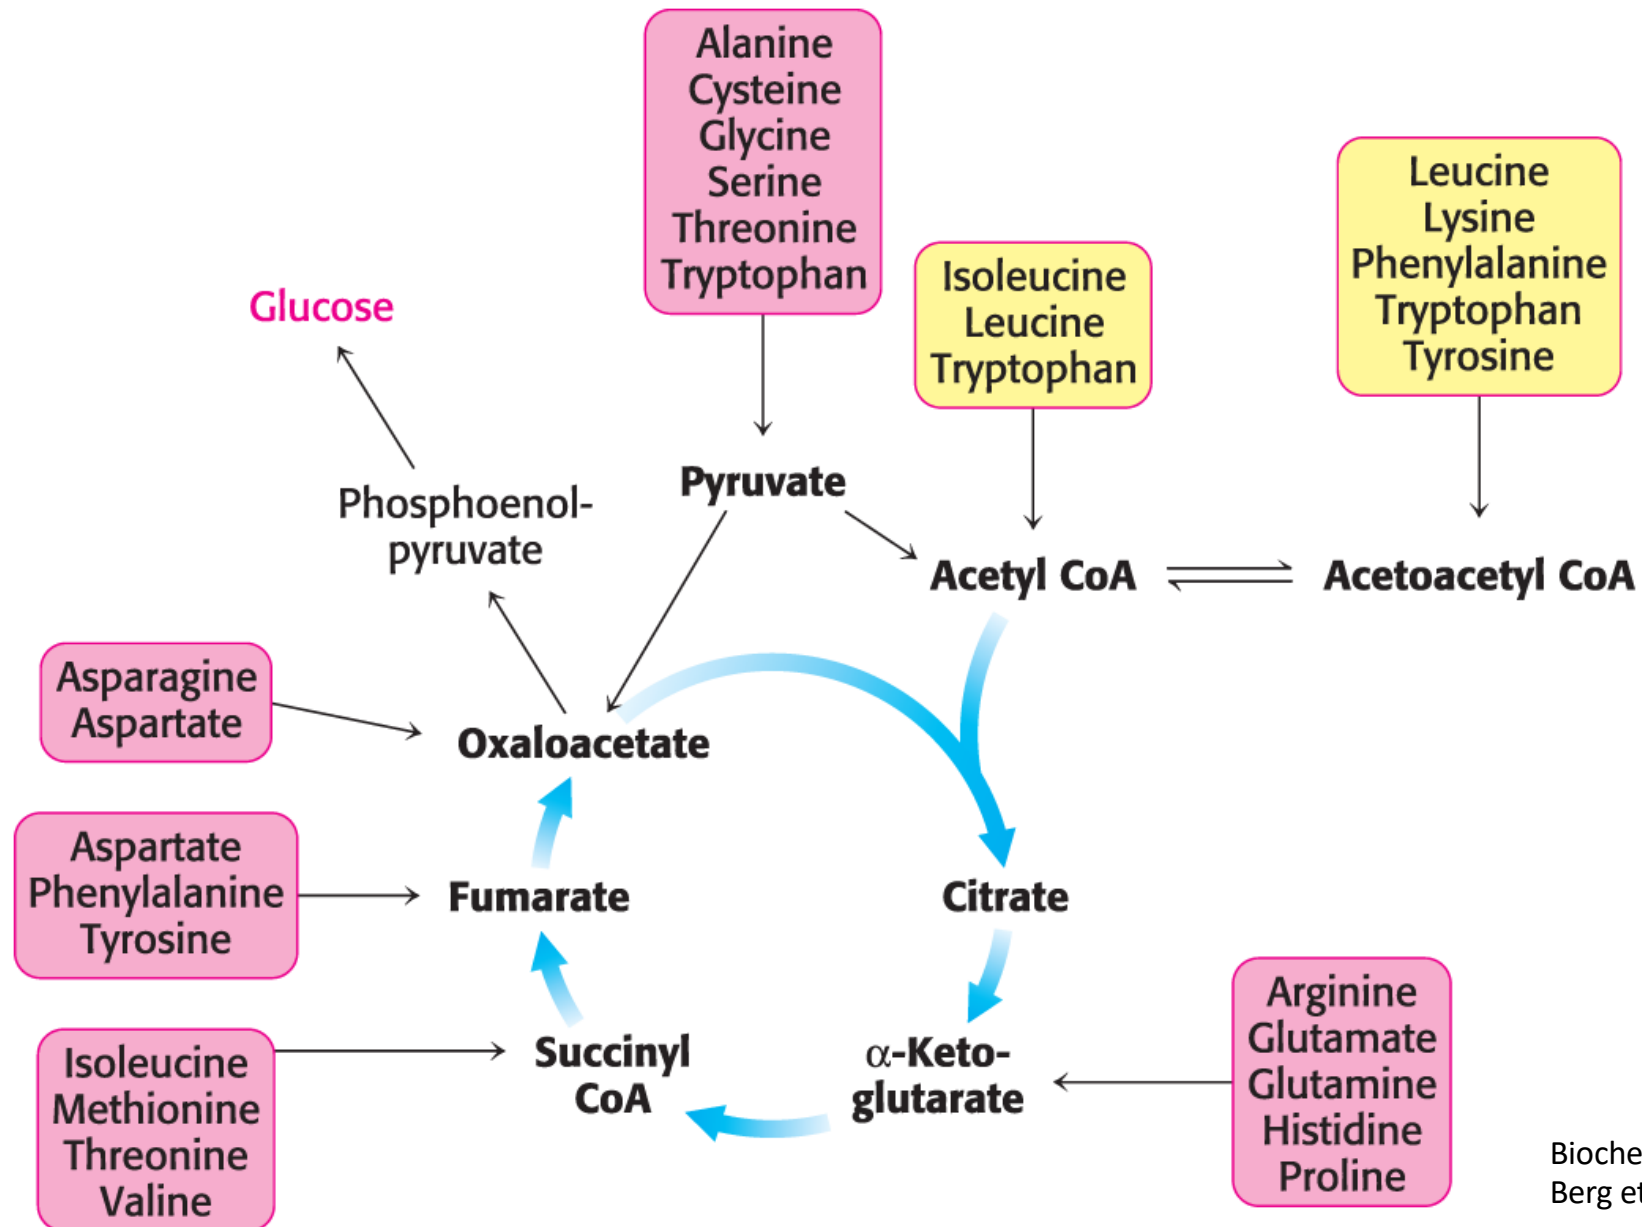 Alanine
Cysteine
Glycine
Serine
Threonine
Tryptophan
Leucine
Lysine
Phenylalanine
Tryptophan
Tyrosine
Isoleucine
Leucine
Tryptophan
Glucose
Phosphoenol-
pyruvate
Pyruvate
Acetyl CoA
Acetoacetyl CoA
Asparagine
Aspartate
Oxaloacetate
Aspartate
Phenylalanine
Tyrosine
Fumarate
Citrate
Isoleucine
Methionine
Threonine
Valine
Succinyl
CoA
α-Keto-
glutarate
Arginine
Glutamate
Glutamine
Histidine
Proline
Bioche
Berg et